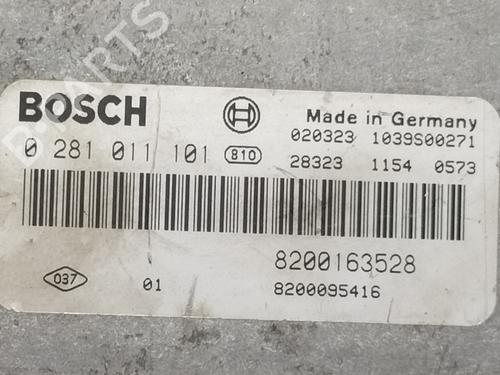 BOSCH
Made in Germany
020323 1039S00271
0 281 011 101 810
28323 1154 0573
8200163528
037 01
8200095416